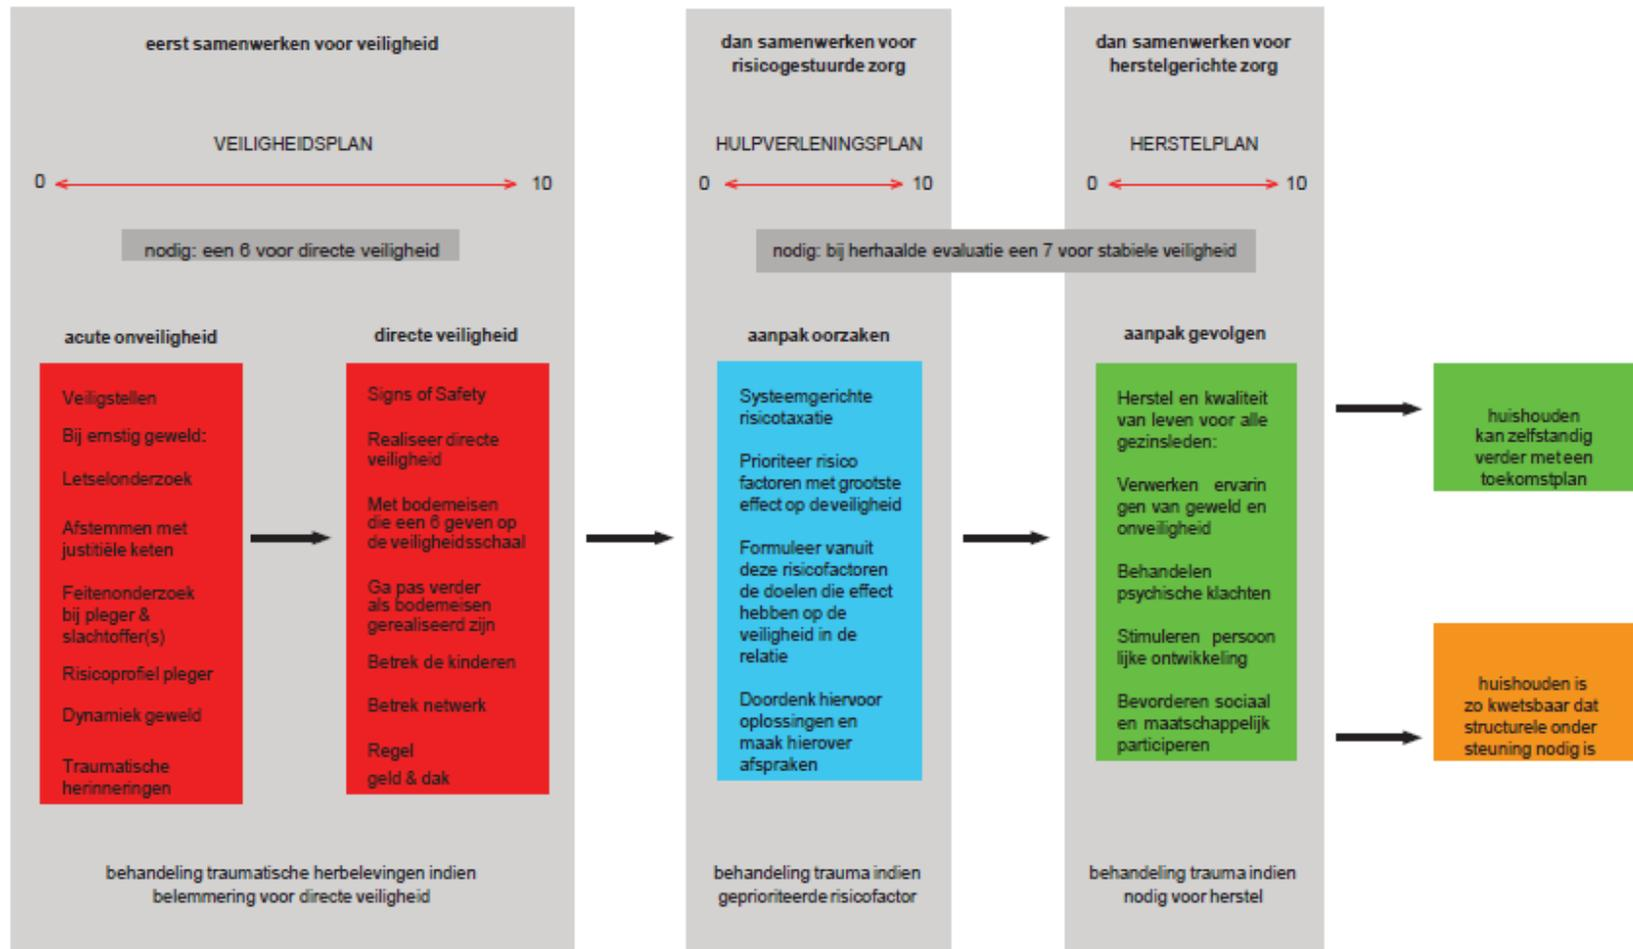 eerst samenwerken voor veiligheid
VEILIGHEIDSPLAN
0
10
nodig: een 6 voor directe veiligheid
acute onveiligheid
Veiligstellen
Bij ernstig geweld:
Letselonderzoek
Afstemmen met
justitiële keten
Feitenonderzoek
bij pleger &
slachtoffer(s)
Risicoprofiel pleger
Dynamiek geweld
Traumatische
herinneringen
directe veiligheid
Signs of Safety
Realiseer directe
veiligheid
Met bodemeisen
die een 6 geven op
de veiligheidsschaal
Ga pas verder
als bodemeisen
gerealiseerd zijn
Betrek de kinderen
Betrek netwerk
Regel
geld & dak
behandeling traumatische herbelevingen indien
belemmering voor directe veiligheid
dan samenwerken voor
risicogestuurde zorg
HULPVERLENINGSPLAN
0
10
nodig: bij herhaalde evaluatie een 7 voor stabiele veiligheid
aanpak oorzaken
Systeemgerichte
risicotaxatie
Prioriteer risico
factoren met grootste
effect op deveiligheid
Formuleer vanuit
deze risicofactoren
de doelen die effect
hebben op de
veiligheid in de
relatie
Doordenk hiervoor
oplossingen en
maak hierover
afspraken
behandeling trauma indien
geprioriteerde risicofactor
dan samenwerken voor
herstelgerichte zorg
HERSTELPLAN
0
10
aanpak gevolgen
Herstel en kwaliteit
van leven voor alle
gezinsleden:
Verwerken ervarin
gen van geweld en
onveiligheid
Behandelen
psychische klachten
Stimuleren persoon
lijke ontwikkeling
Bevorderen sociaal
en maatschappelijk
participeren
behandeling trauma indien
nodig voor herstel
huishouden
kan zelfstandig
verder met een
toekomstplan
huishouden is
zo kwetsbaar dat
structurele onder
steuning nodig is